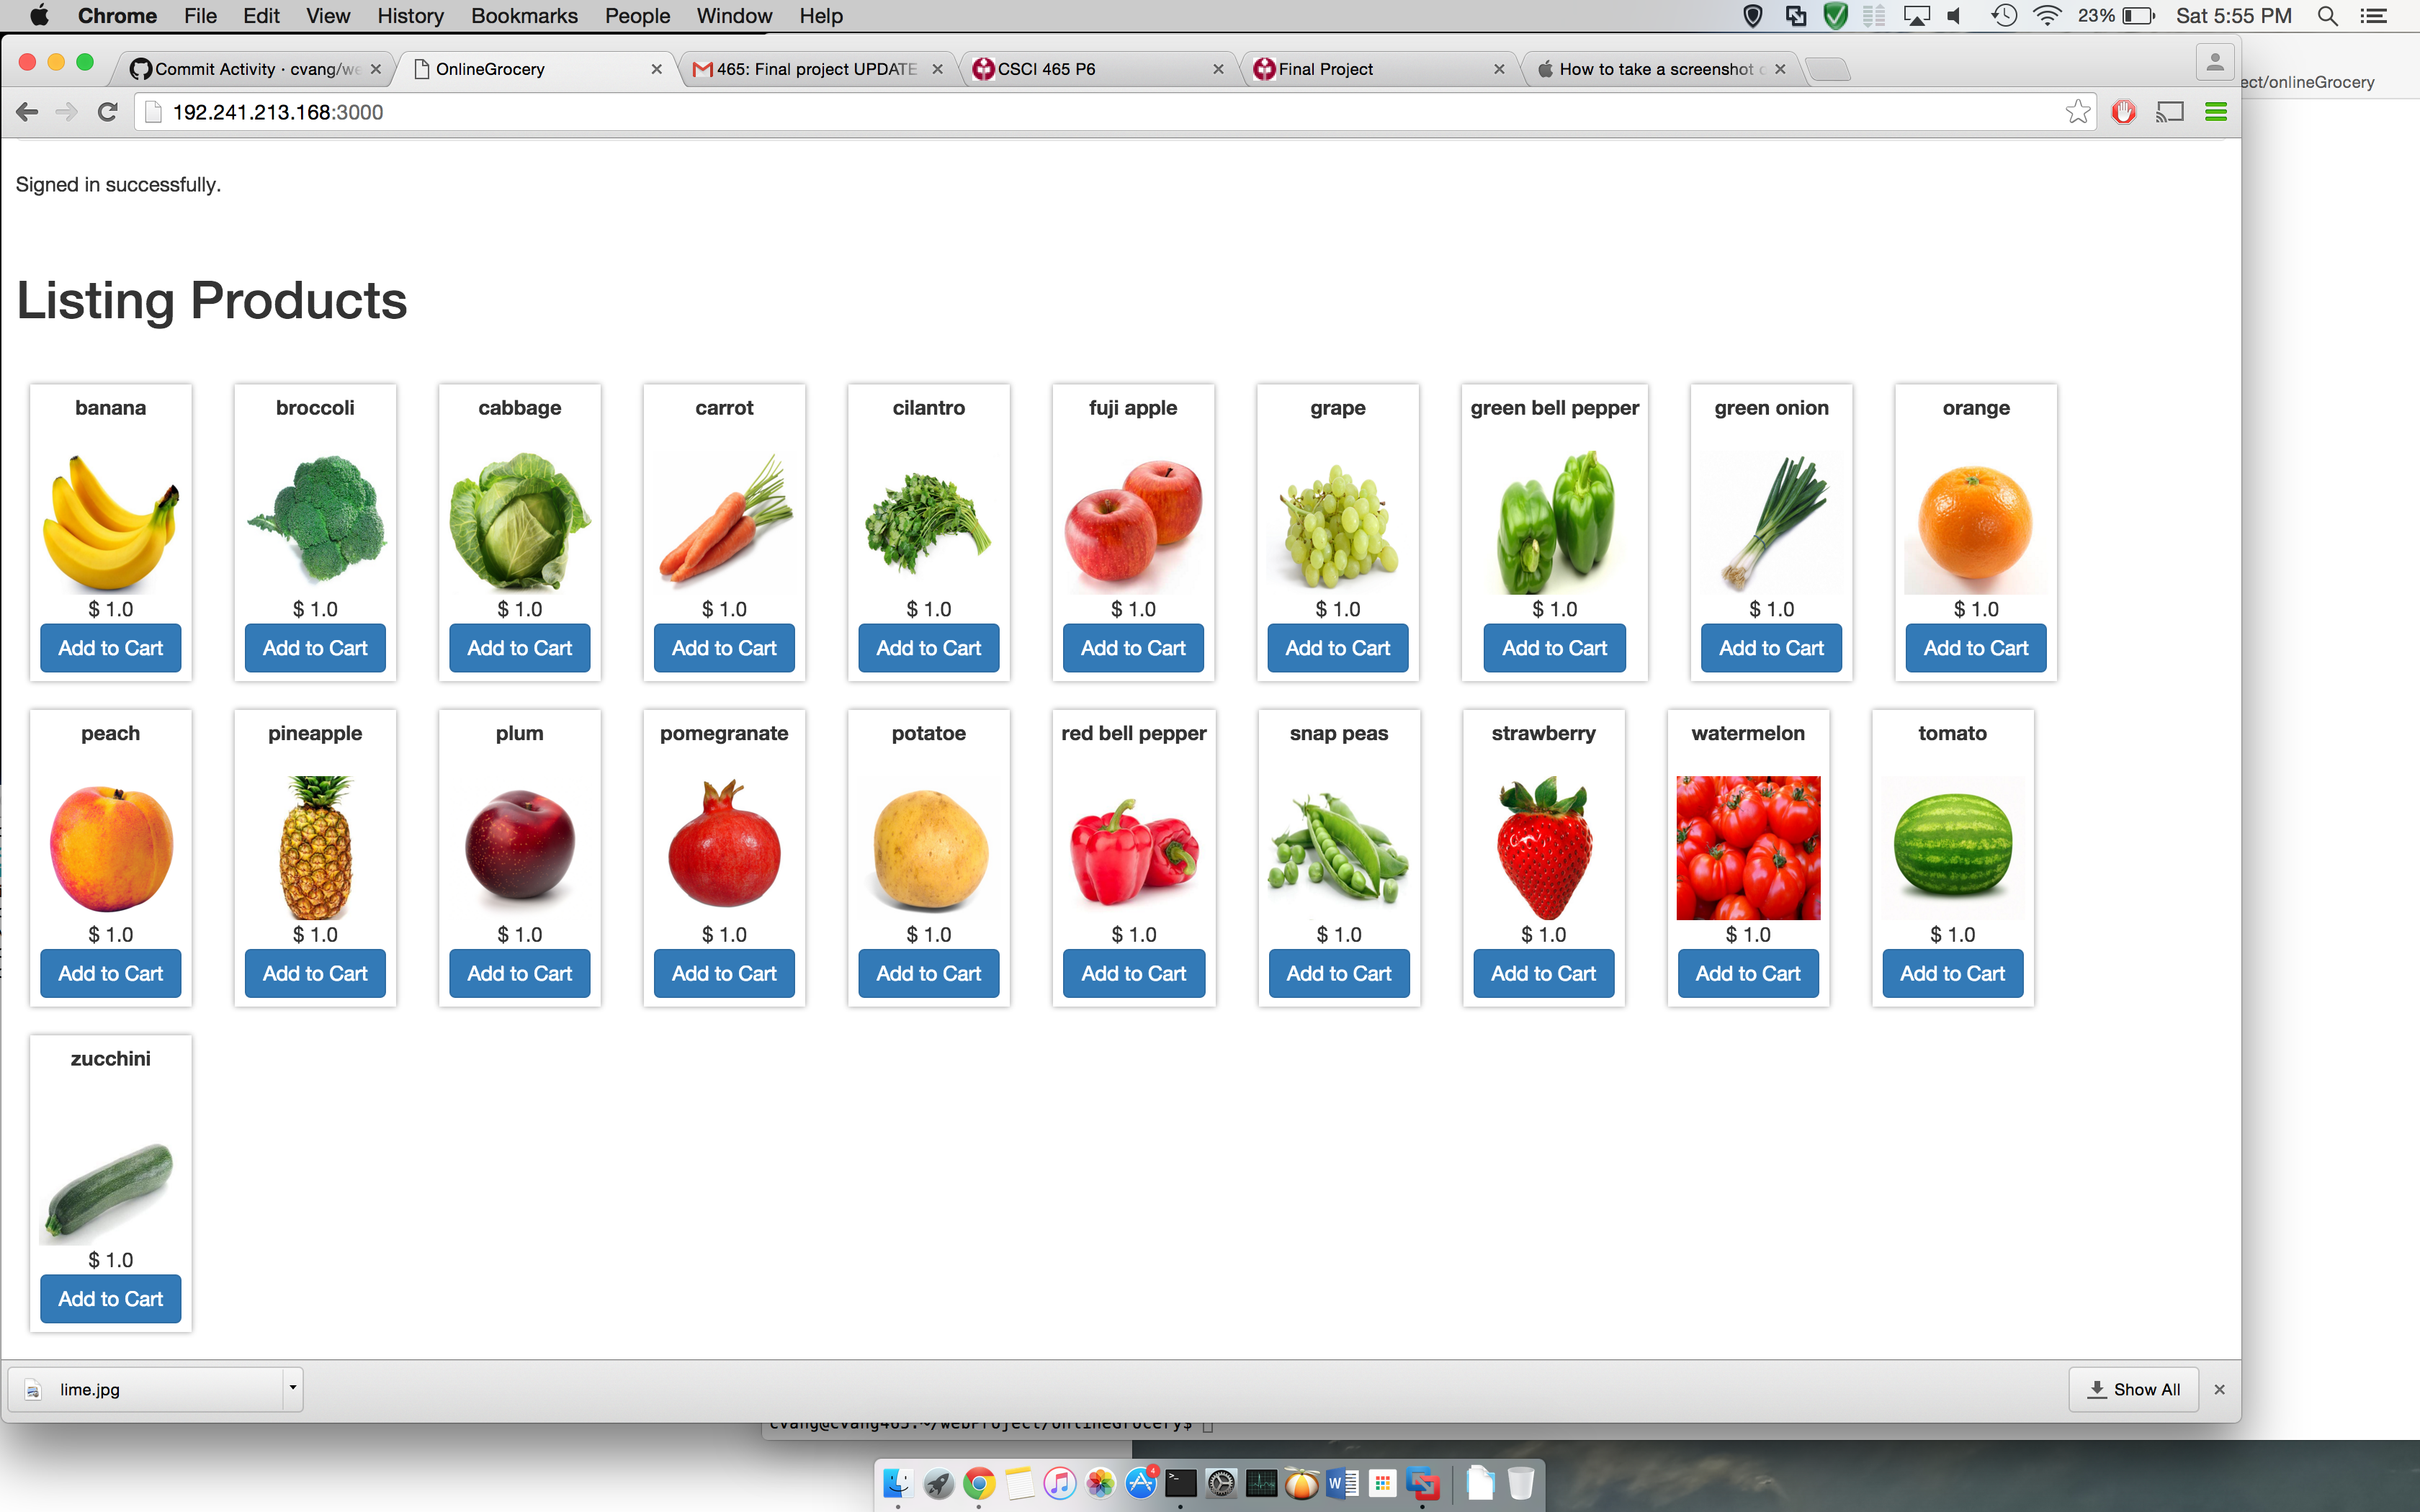 Chrome File Edit View History Bookmarks People Window Help 23% Sat 5:55 PM
Commit Activity · cvang/we OnlineGrocery 465: Final project UPDATE CSCI 465 P6 Final Project How to take a screenshot
ect/onlineGrocery
192.241.213.168:3000
Signed in successfully.
Listing Products
banana broccoli cabbage carrot cilantro fuji apple grape green bell pepper green onion orange
$ 1.0 $ 1.0 $ 1.0 $ 1.0 $ 1.0 $ 1.0 $ 1.0 $ 1.0 $ 1.0 $ 1.0
Add to Cart Add to Cart Add to Cart Add to Cart Add to Cart Add to Cart Add to Cart Add to Cart Add to Cart Add to Cart
peach pineapple plum pomegranate potatoe red bell pepper snap peas strawberry watermelon tomato
$ 1.0 $ 1.0 $ 1.0 $ 1.0 $ 1.0 $ 1.0 $ 1.0 $ 1.0 $ 1.0 $ 1.0
Add to Cart Add to Cart Add to Cart Add to Cart Add to Cart Add to Cart Add to Cart Add to Cart Add to Cart Add to Cart
zucchini
$ 1.0
Add to Cart
lime.jpg Show All
cvang@cvang465:~/webProject/onlineGrocery$
4
W